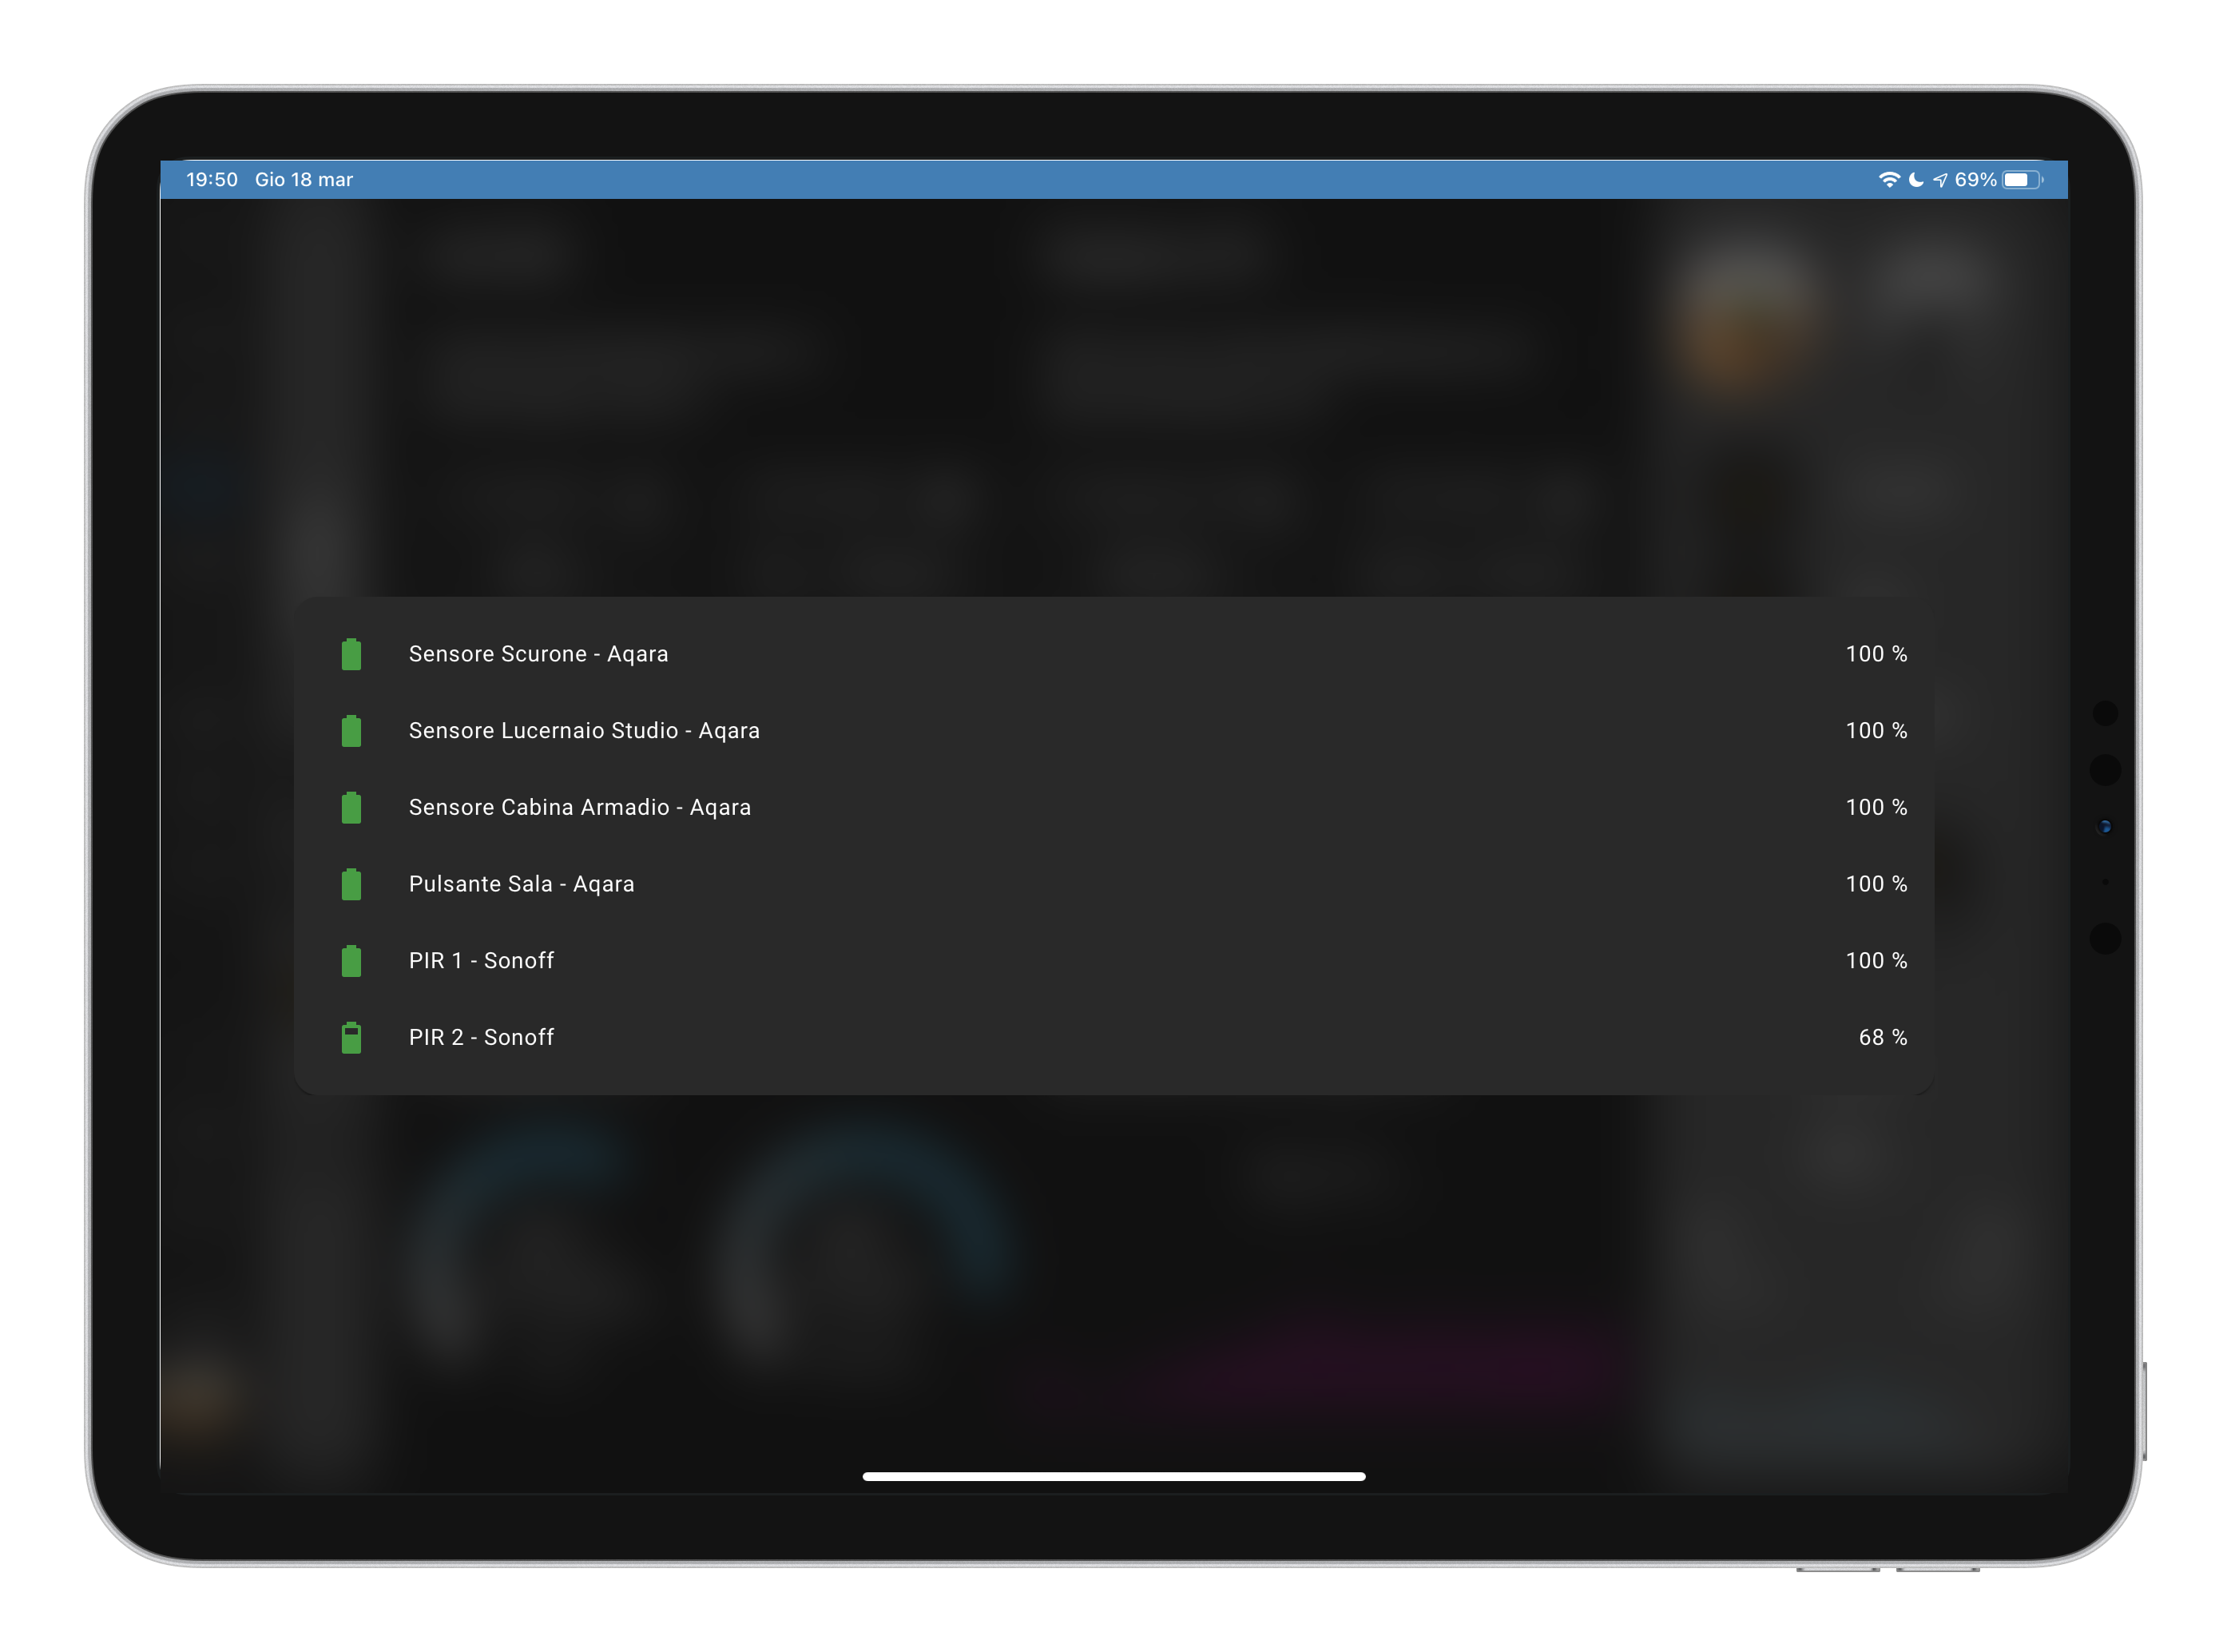 19:50 Gio 18 mar 69%
Sensore Scurone - Aqara 100 %
Sensore Lucernaio Studio - Aqara 100 %
Sensore Cabina Armadio - Aqara 100 %
Pulsante Sala - Aqara 100 %
PIR 1 - Sonoff 100 %
PIR 2 - Sonoff 68 %